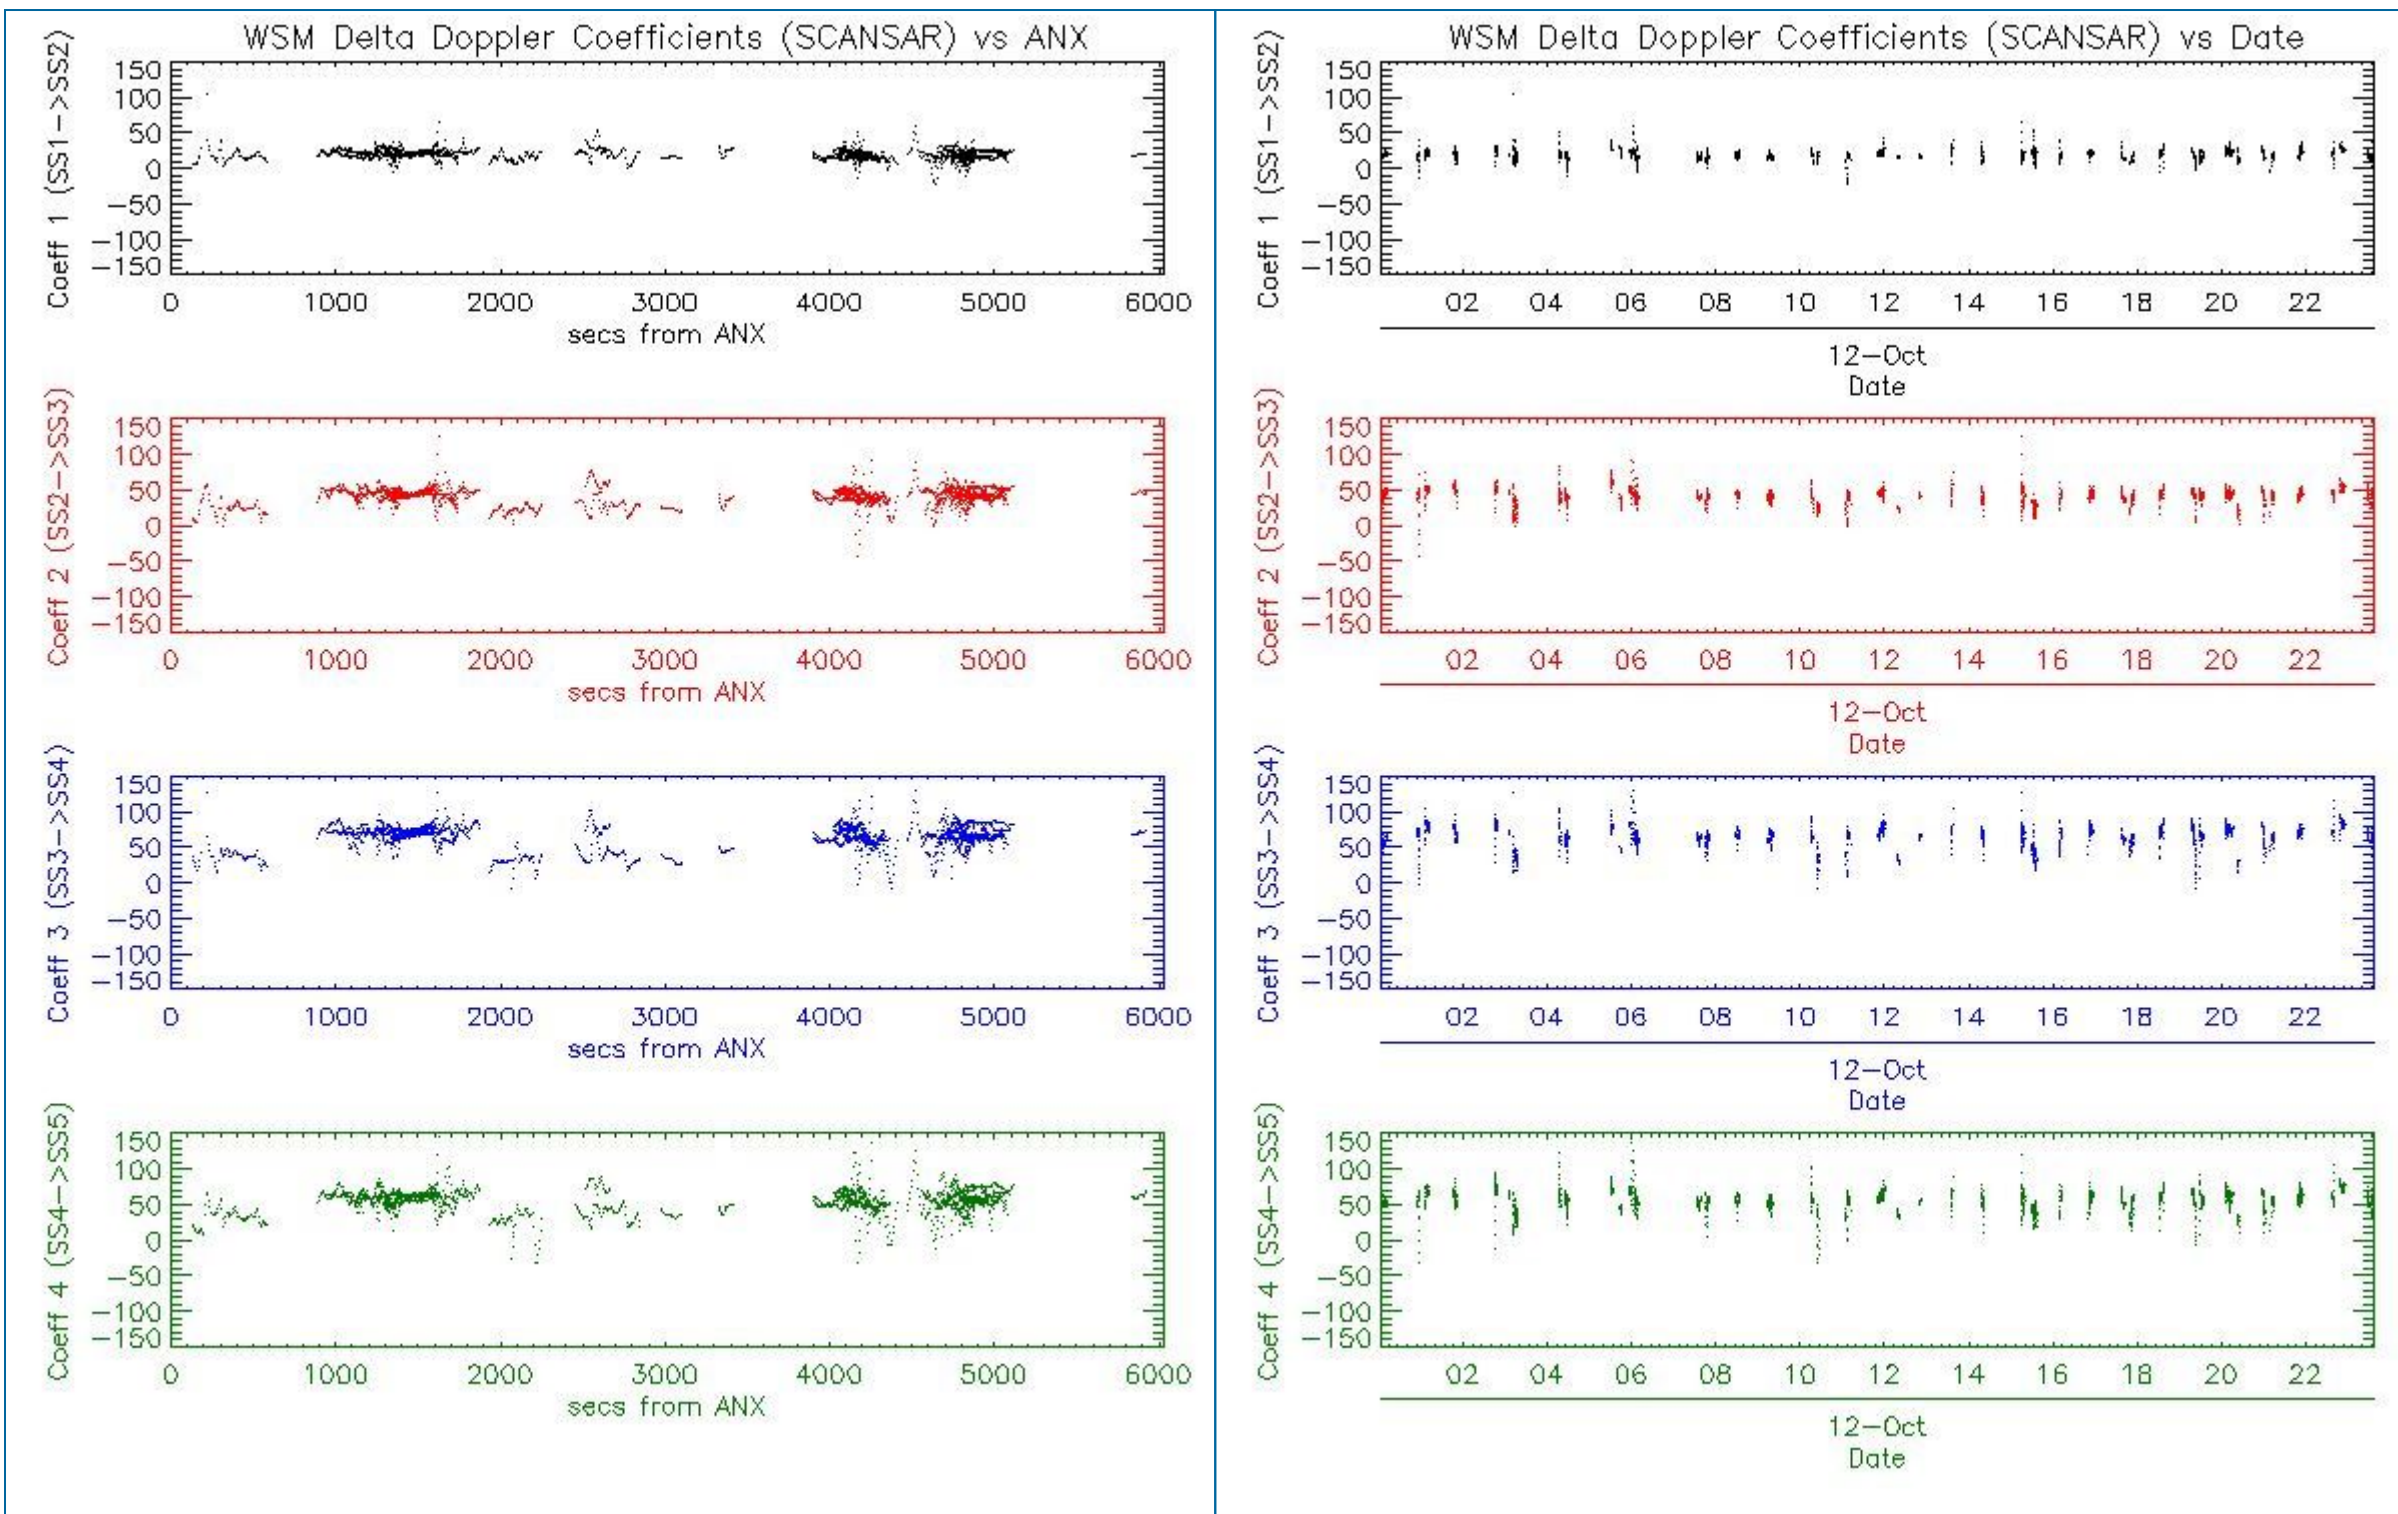 WSM Delta Doppler Coefficients (SCANSAR) vs ANX
Coeff 1 (SS1->SS2)
150
100
50
0
-50
-100
-150
0 1000 2000 3000 4000 5000 6000
secs from ANX
Coeff 2 (SS2->SS3)
150
100
50
0
-50
-100
-150
0 1000 2000 3000 4000 5000 6000
secs from ANX
Coeff 3 (SS3->SS4)
150
100
50
0
-50
-100
-150
0 1000 2000 3000 4000 5000 6000
secs from ANX
Coeff 4 (SS4->SS5)
150
100
50
0
-50
-100
-150
0 1000 2000 3000 4000 5000 6000
secs from ANX
WSM Delta Doppler Coefficients (SCANSAR) vs Date
Coeff 1 (SS1->SS2)
150
100
50
0
-50
-100
-150
02 04 06 08 10 12 14 16 18 20 22
12-Oct
Date
Coeff 2 (SS2->SS3)
150
100
50
0
-50
-100
-150
02 04 06 08 10 12 14 16 18 20 22
12-Oct
Date
Coeff 3 (SS3->SS4)
150
100
50
0
-50
-100
-150
02 04 06 08 10 12 14 16 18 20 22
12-Oct
Date
Coeff 4 (SS4->SS5)
150
100
50
0
-50
-100
-150
02 04 06 08 10 12 14 16 18 20 22
12-Oct
Date